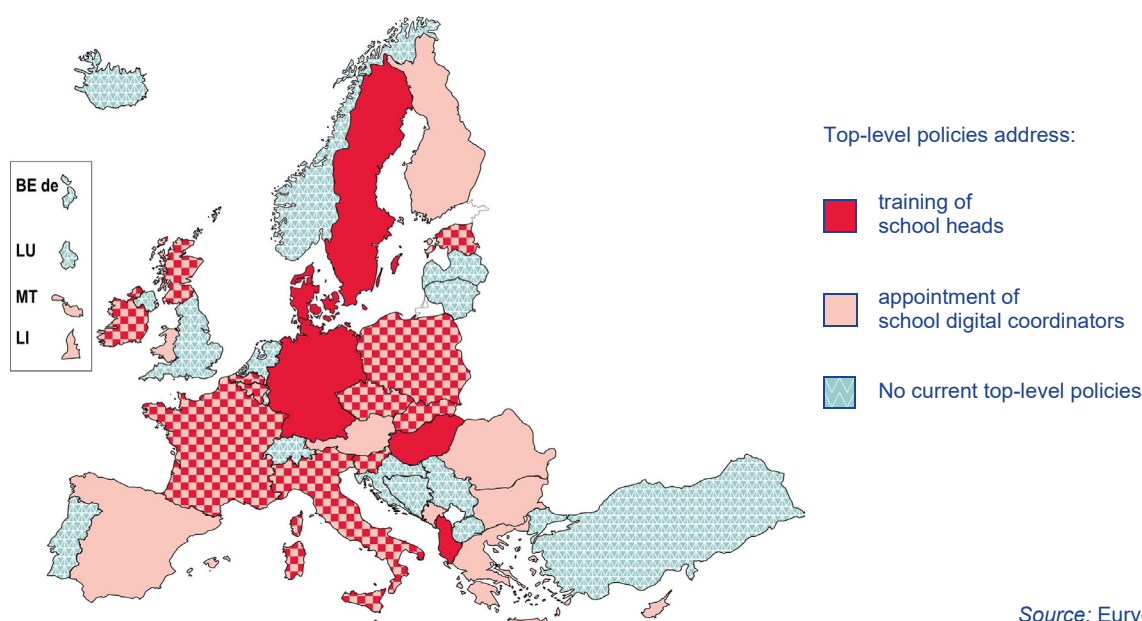 BE de
LU
MT
LI
Top-level policies address:
training of
school heads
appointment of
school digital coordinators
No current top-level policies
Source: Eury